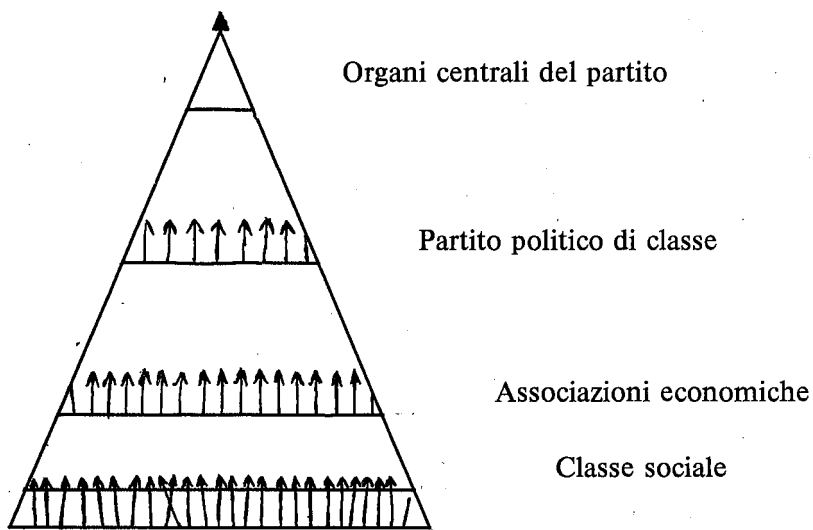 Organi centrali del partito
Partito politico di classe
Associazioni economiche
Classe sociale